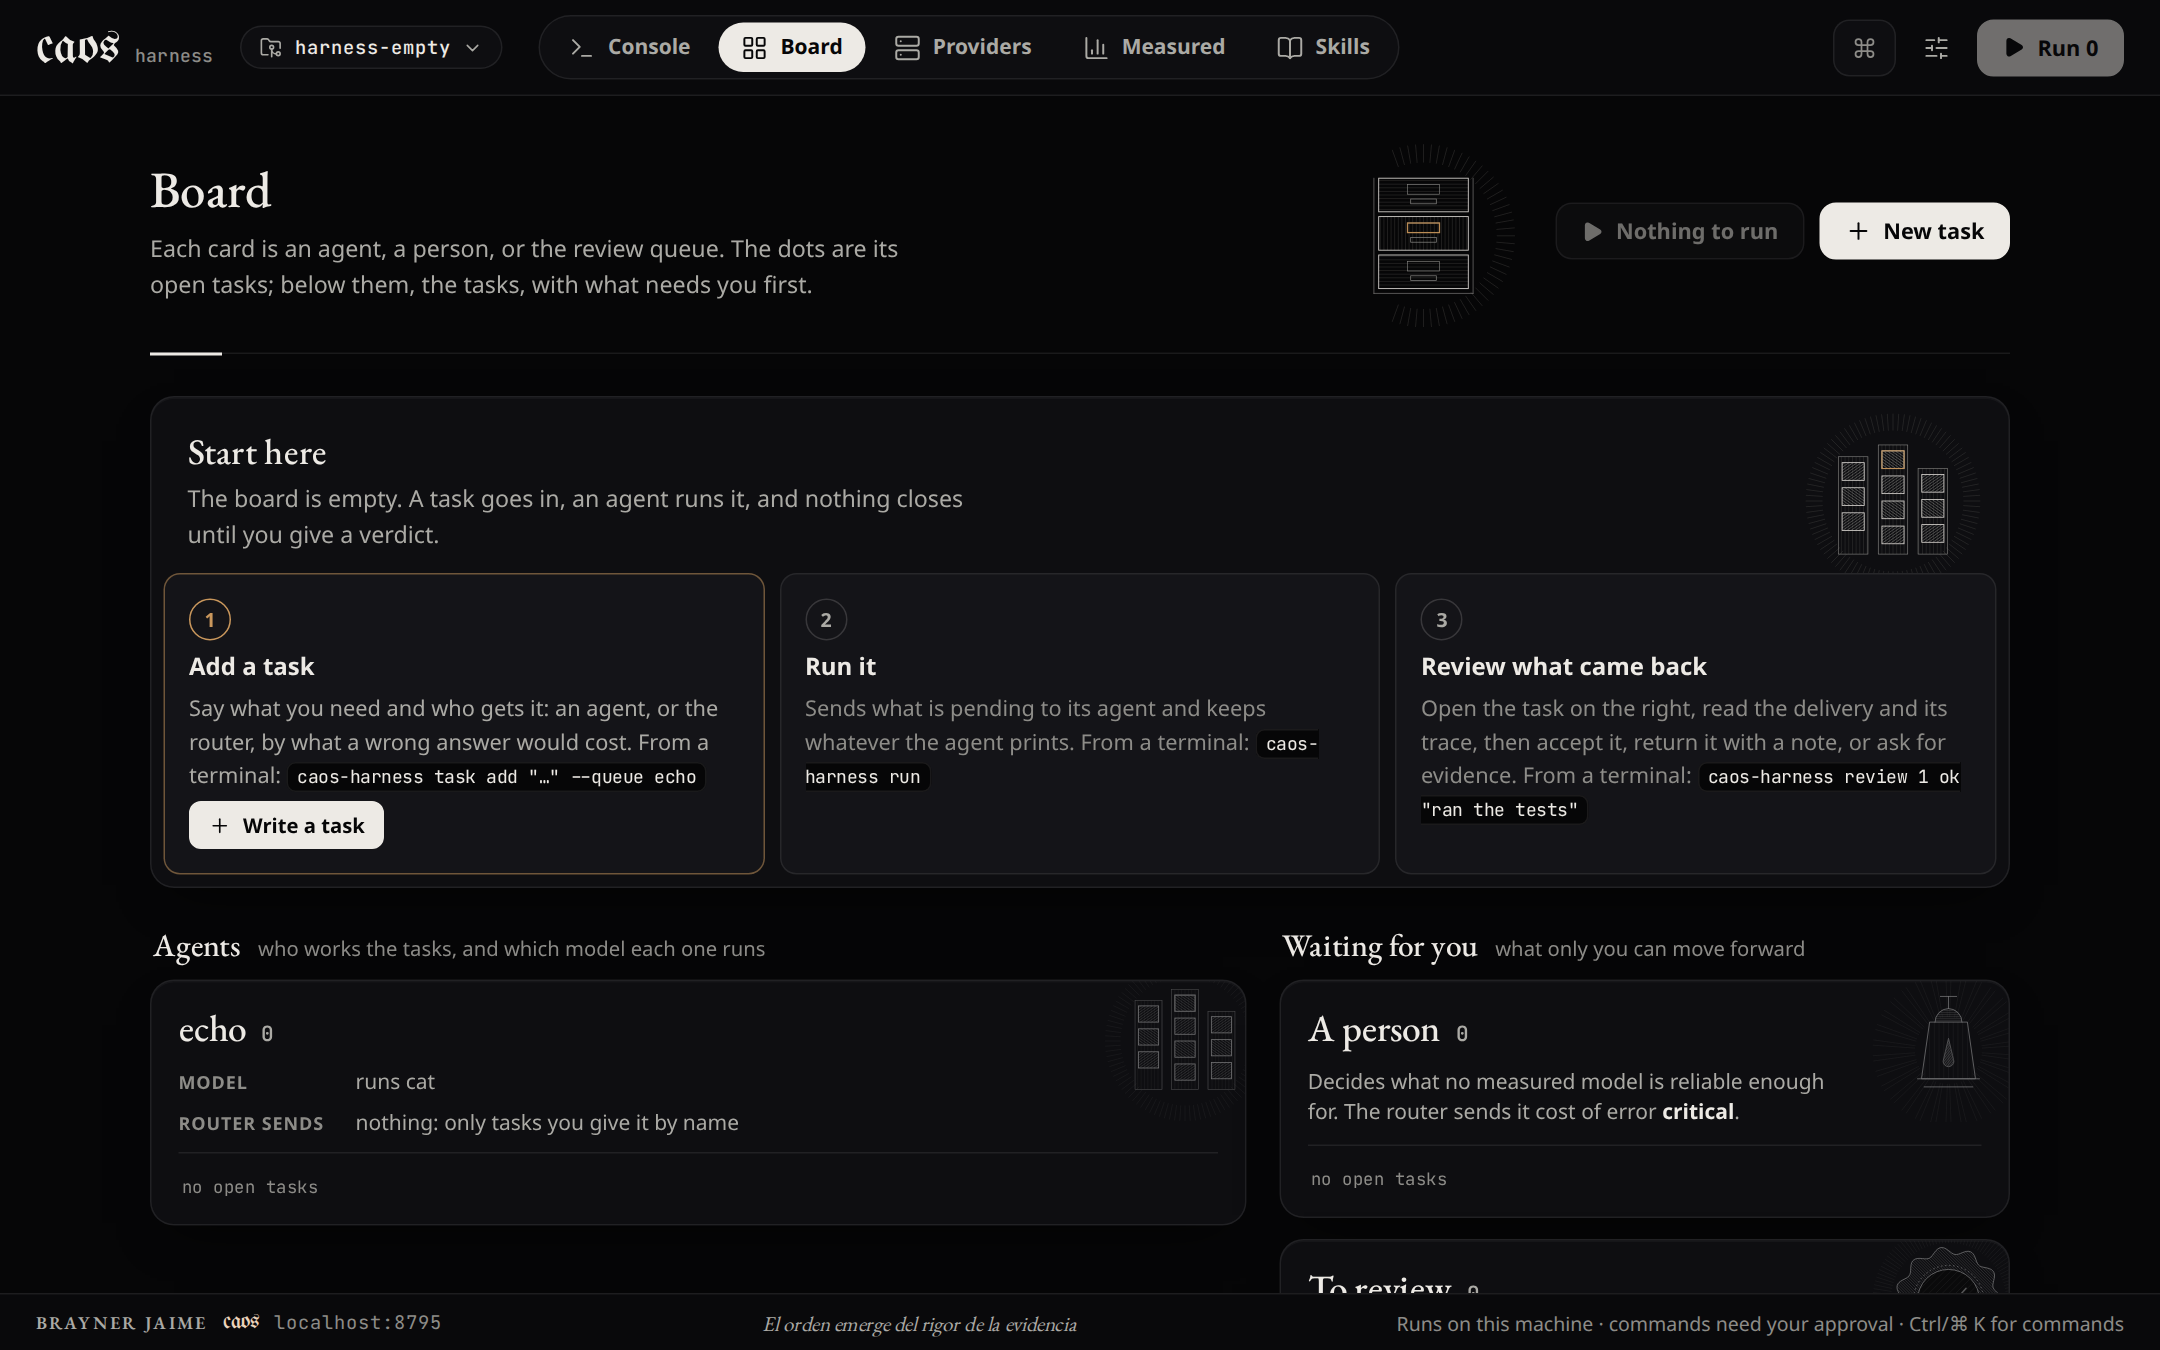 caos harness
harness-empty
Console
Board
Providers
Measured
Skills
⌘
Run 0
Board
Each card is an agent, a person, or the review queue. The dots are its
open tasks; below them, the tasks, with what needs you first.
Nothing to run
New task
Start here
The board is empty. A task goes in, an agent runs it, and nothing closes
until you give a verdict.
1
Add a task
Say what you need and who gets it: an agent, or the
router, by what a wrong answer would cost. From a
terminal: caos-harness task add "…" --queue echo
Write a task
2
Run it
Sends what is pending to its agent and keeps
whatever the agent prints. From a terminal: caos-
harness run
3
Review what came back
Open the task on the right, read the delivery and its
trace, then accept it, return it with a note, or ask for
evidence. From a terminal: caos-harness review 1 ok
"ran the tests"
Agents who works the tasks, and which model each one runs
echo 0
MODEL runs cat
ROUTER SENDS nothing: only tasks you give it by name
no open tasks
Waiting for you what only you can move forward
A person 0
Decides what no measured model is reliable enough
for. The router sends it cost of error critical.
no open tasks
To review 0
BRAYNER JAIME caos localhost:8795
El orden emerge del rigor de la evidencia
Runs on this machine · commands need your approval · Ctrl/⌘ K for commands